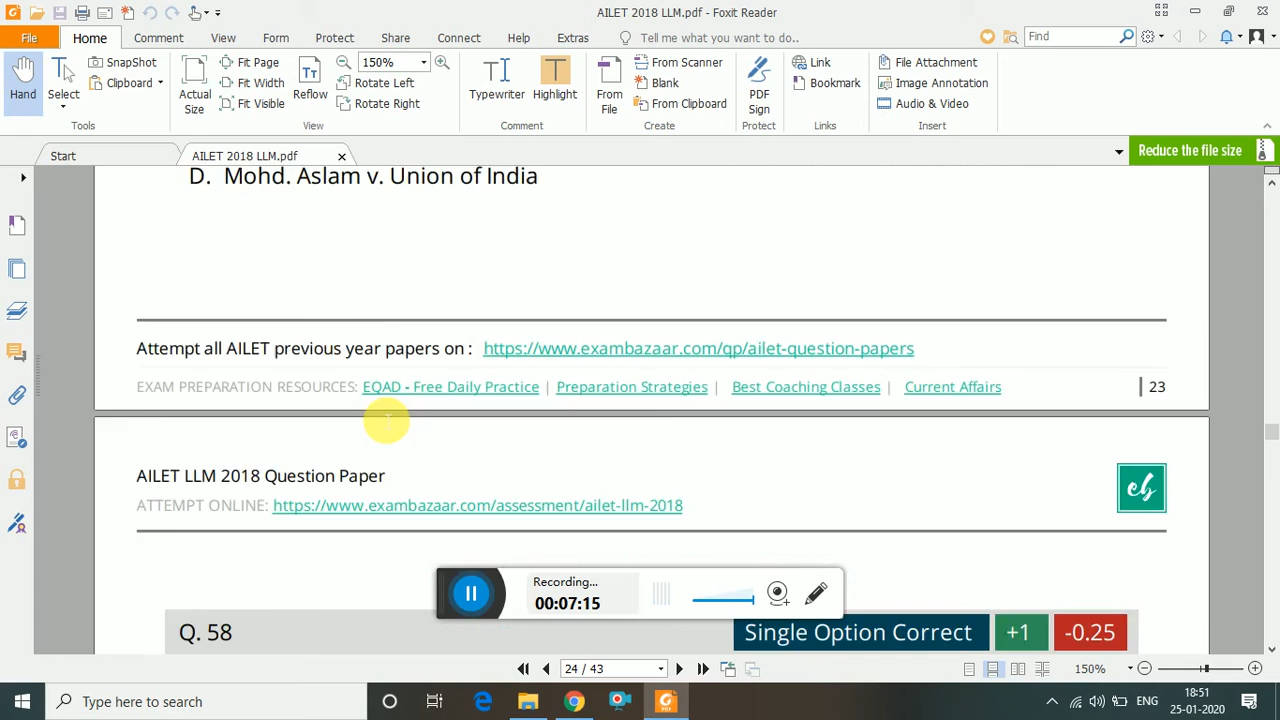 AILET 2018 LLM.pdf - Foxit Reader
File Home Comment View Form Protect Share Connect Help Extras Tell me what you want to do.. Find
Hand
Select
SnapShot
Clipboard
Tools
Actual Size
Fit Page
Fit Width
Fit Visible
Reflow
150%
Rotate Left
Rotate Right
View
Typewriter
Highlight
Comment
From File
From Scanner
Blank
From Clipboard
Create
PDF Sign
Protect
Link
Bookmark
Links
File Attachment
Image Annotation
Audio & Video
Insert
Start AILET 2018 LLM.pdf Reduce the file size
D. Mohd. Aslam v. Union of India
Attempt all AILET previous year papers on : https://www.exambazaar.com/qp/ailet-question-papers
EXAM PREPARATION RESOURCES: EQAD - Free Daily Practice | Preparation Strategies | Best Coaching Classes | Current Affairs | 23
AILET LLM 2018 Question Paper
ATTEMPT ONLINE: https://www.exambazaar.com/assessment/ailet-llm-2018
eb
Recording...
00:07:15
Q. 58 Single Option Correct +1 -0.25
24 / 43 150%
Type here to search ENG 18:51
25-01-2020